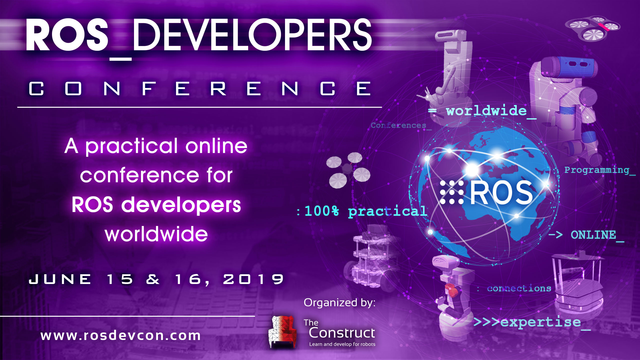 ROS_DEVELOPERS
CONFERENCE
A practical online
conference for
ROS developers
worldwide
JUNE 15 & 16, 2019
www.rosdevcon.com
Organized by:
The
Construct
Learn and develop for robots
= worldwide_
Conferences_
Programming_
ROS
:100% practical
-> ONLINE_
: connections
>>>expertise_